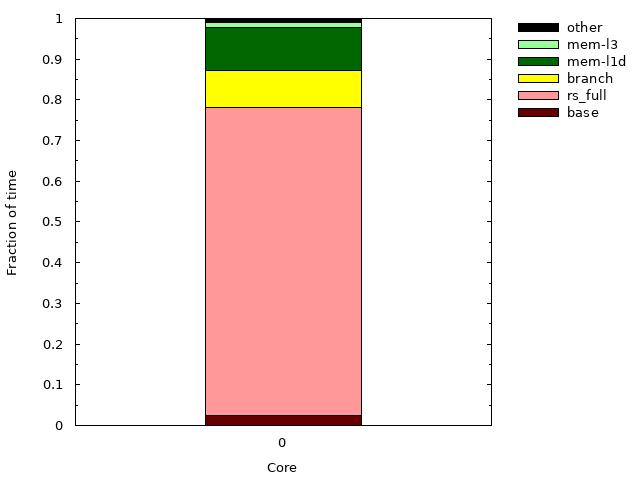 1
0.9
0.8
0.7
0.6
0.5
0.4
0.3
0.2
0.1
0
Fraction of time
0
Core
other
mem-l3
mem-l1d
branch
rs_full
base